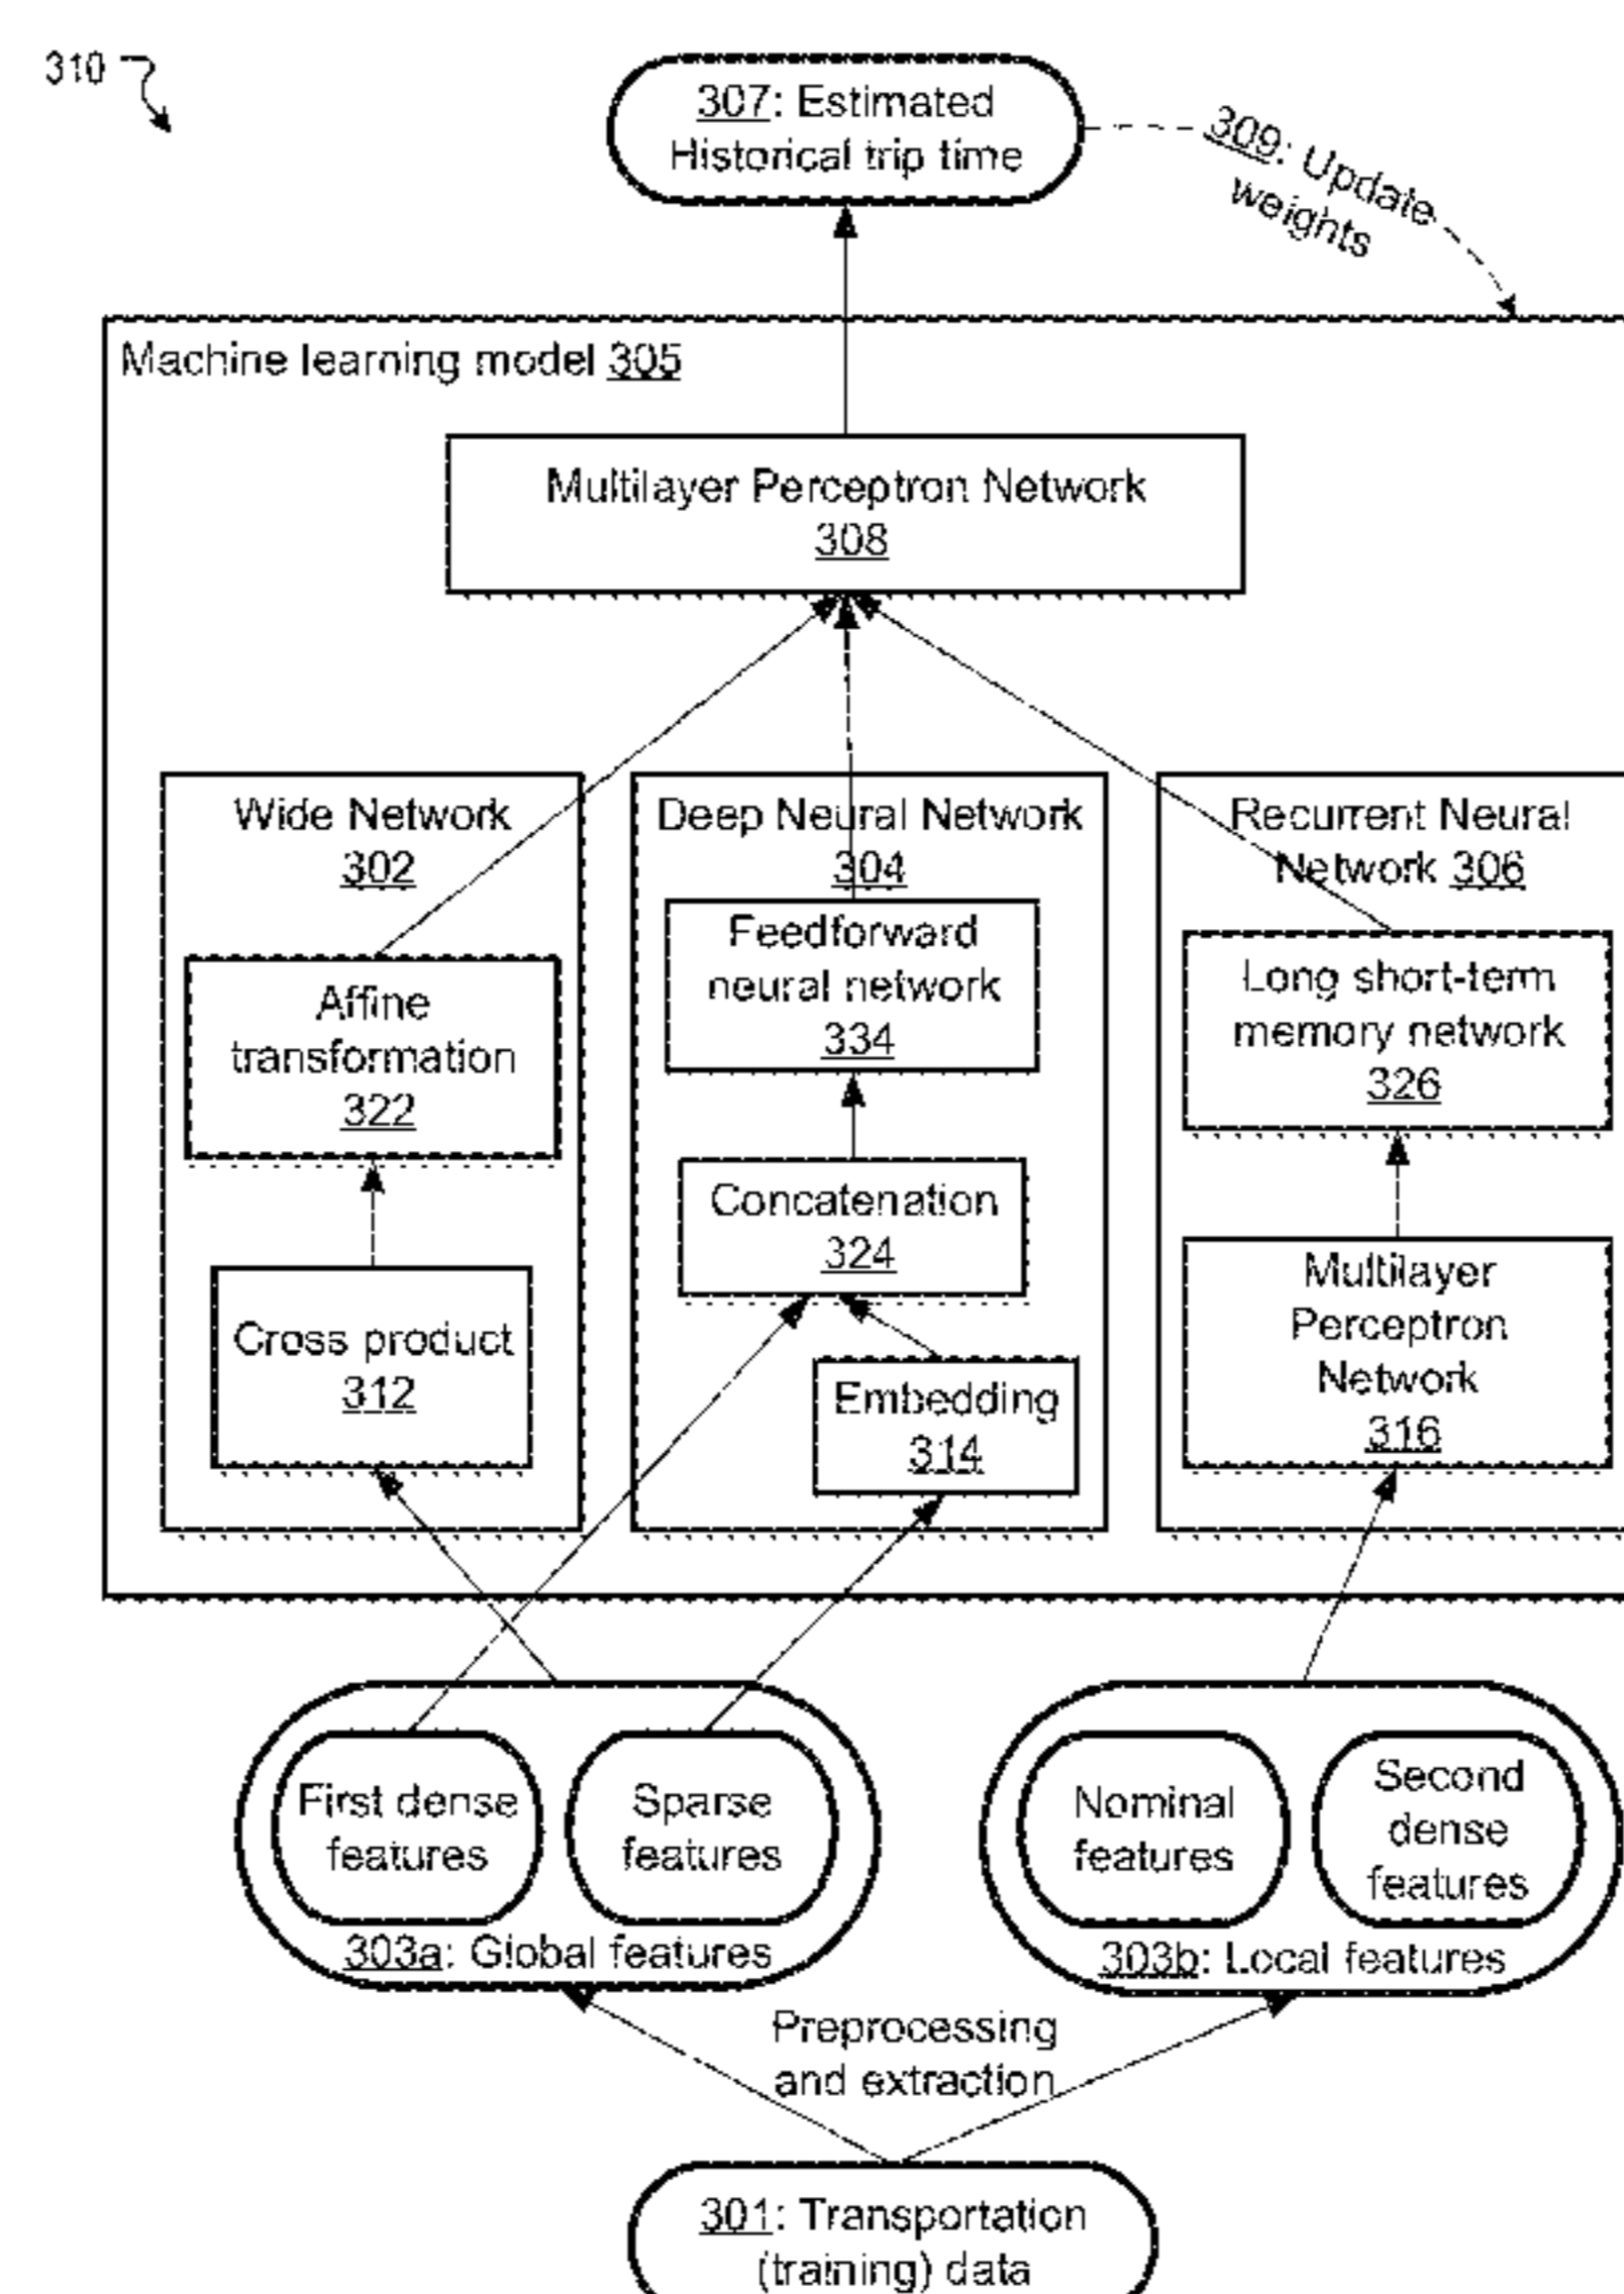 310
307: Estimated
Historical trip time
309: Update
weights
Machine learning model 305
Multilayer Perceptron Network
308
Wide Network
302
Affine
transformation
322
Cross product
312
Deep Neural Network
304
Feedforward
neural network
334
Concatenation
324
Embedding
314
Recurrent Neural
Network 306
Long short-term
memory network
326
Multilayer
Perceptron
Network
316
First dense
features
Sparse
features
303a: Global features
Nominal
features
Second
dense
features
303b: Local features
Preprocessing
and extraction
301: Transportation
(training) data